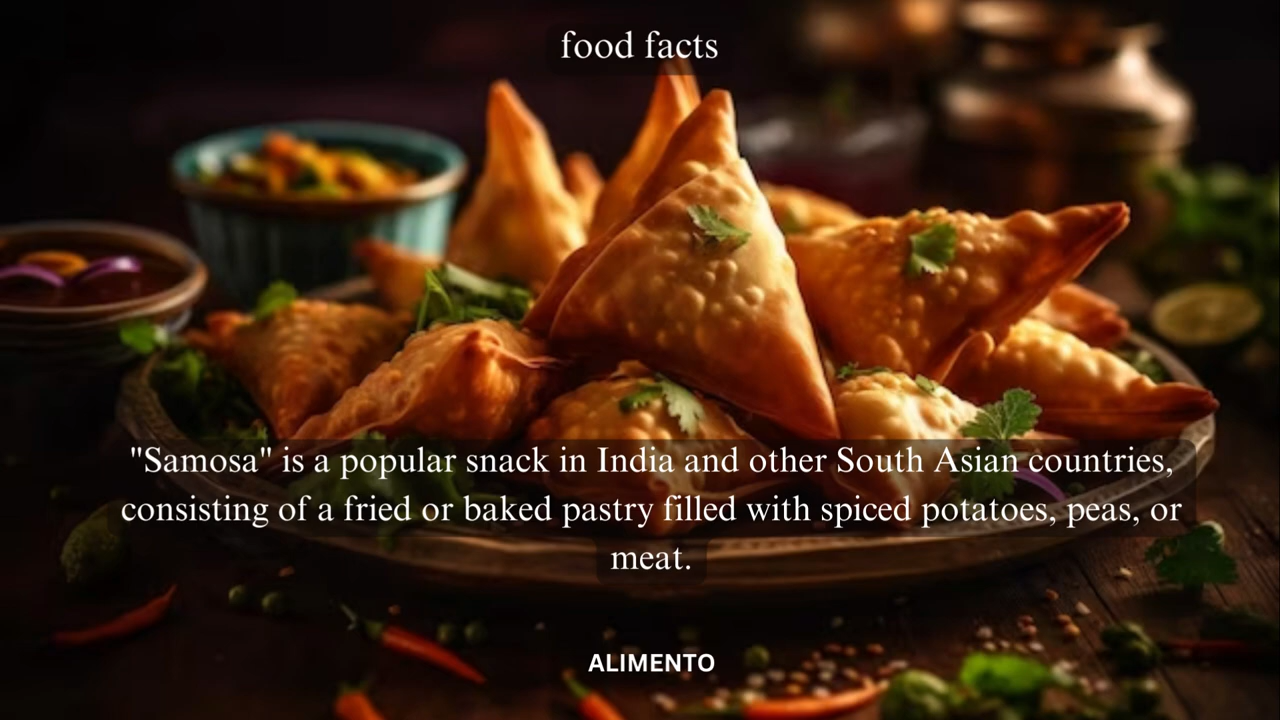 food facts
"Samosa" is a popular snack in India and other South Asian countries,
consisting of a fried or baked pastry filled with spiced potatoes, peas, or
meat.
ALIMENTO